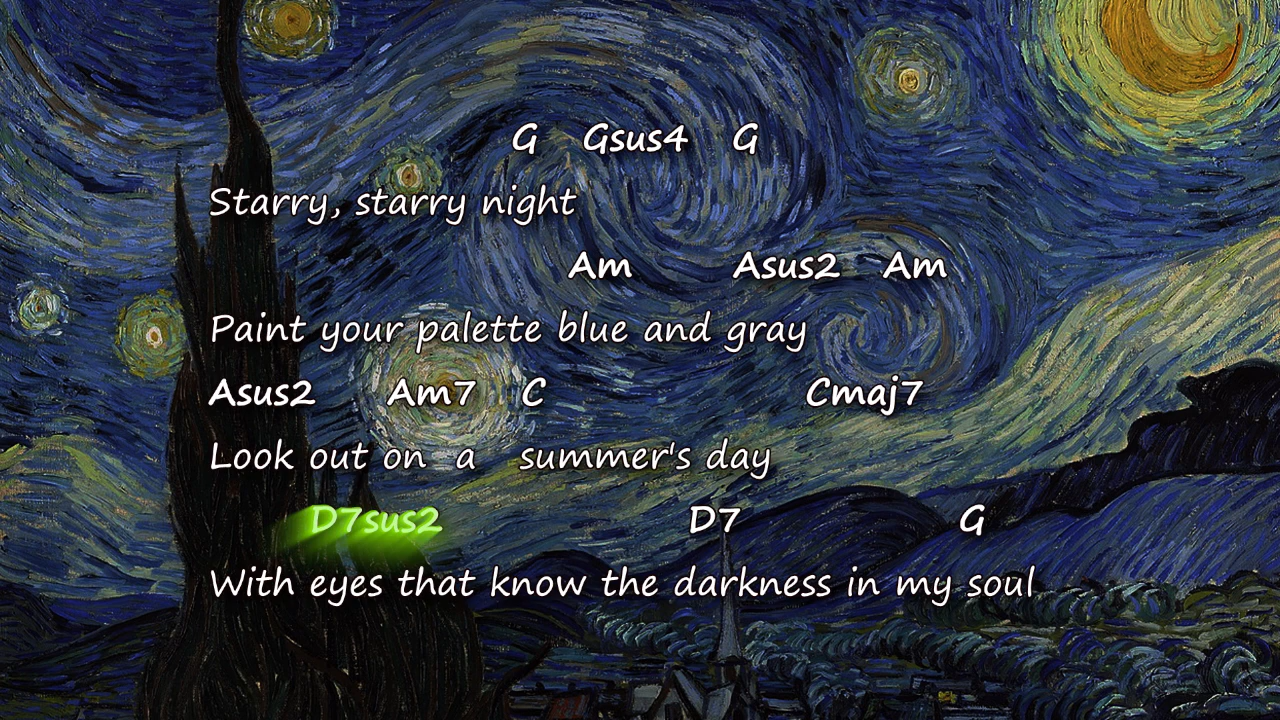 G Gsus4 G
Starry, starry night
Am Asus2 Am
Paint your palette blue and gray
Asus2 Am7 C Cmaj7
Look out on a summer's day
D7sus2 D7 G
With eyes that know the darkness in my soul